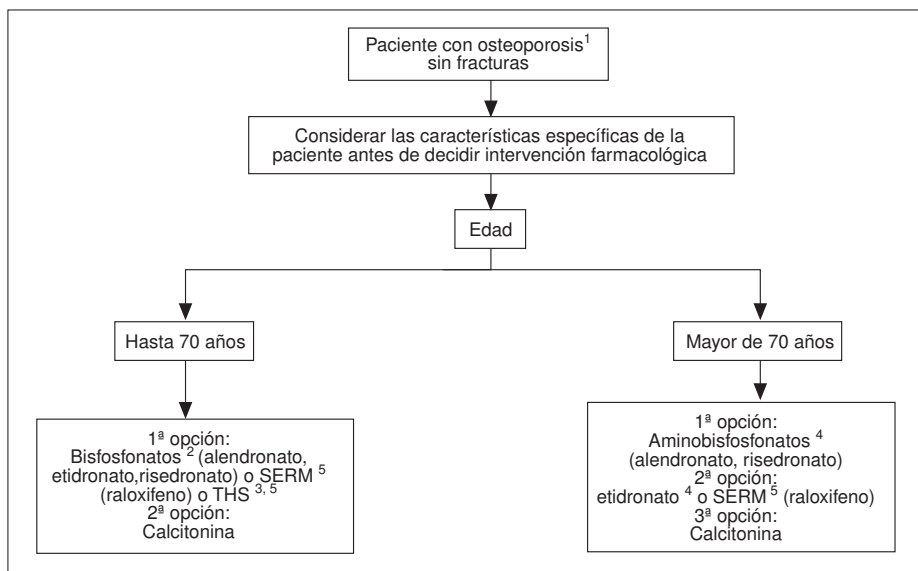 Paciente con osteoporosis1
sin fracturas
Considerar las características específicas de la
paciente antes de decidir intervención farmacológica
Edad
Hasta 70 años
Mayor de 70 años
1ª opción:
Bisfosfonatos 2 (alendronato,
etidronato,risedronato) o SERM 5
(raloxifeno) o THS 3, 5
2ª opción:
Calcitonina
1ª opción:
Aminobisfosfonatos 4
(alendronato, risedronato)
2ª opción:
etidronato 4 o SERM 5 (raloxifeno)
3ª opción:
Calcitonina